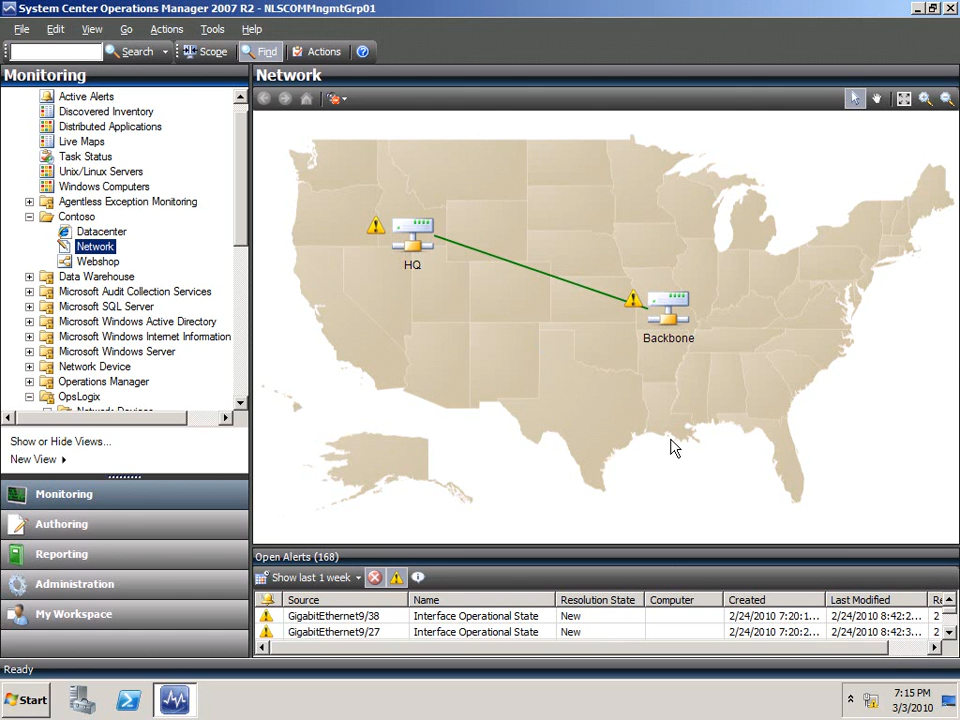 System Center Operations Manager 2007 R2 - NLSCOMMngmtGrp01
File Edit View Go Actions Tools Help
Search Scope Find Actions
Monitoring
Active Alerts
Discovered Inventory
Distributed Applications
Live Maps
Task Status
Unix/Linux Servers
Windows Computers
Agentless Exception Monitoring
Contoso
Datacenter
Network
Webshop
Data Warehouse
Microsoft Audit Collection Services
Microsoft SQL Server
Microsoft Windows Active Directory
Microsoft Windows Internet Information
Microsoft Windows Server
Network Device
Operations Manager
OpsLogix
Network Devices
Show or Hide Views...
New View
Monitoring
Authoring
Reporting
Administration
My Workspace
Network
HQ
Backbone
Open Alerts (168)
Show last 1 week
Source Name Resolution State Computer Created Last Modified Re
GigabitEthernet9/38 Interface Operational State New 2/24/2010 7:20:1... 2/24/2010 8:42:2... 2
GigabitEthernet9/27 Interface Operational State New 2/24/2010 7:20:2... 2/24/2010 8:42:3... 2
Ready
Start
7:15 PM
3/3/2010